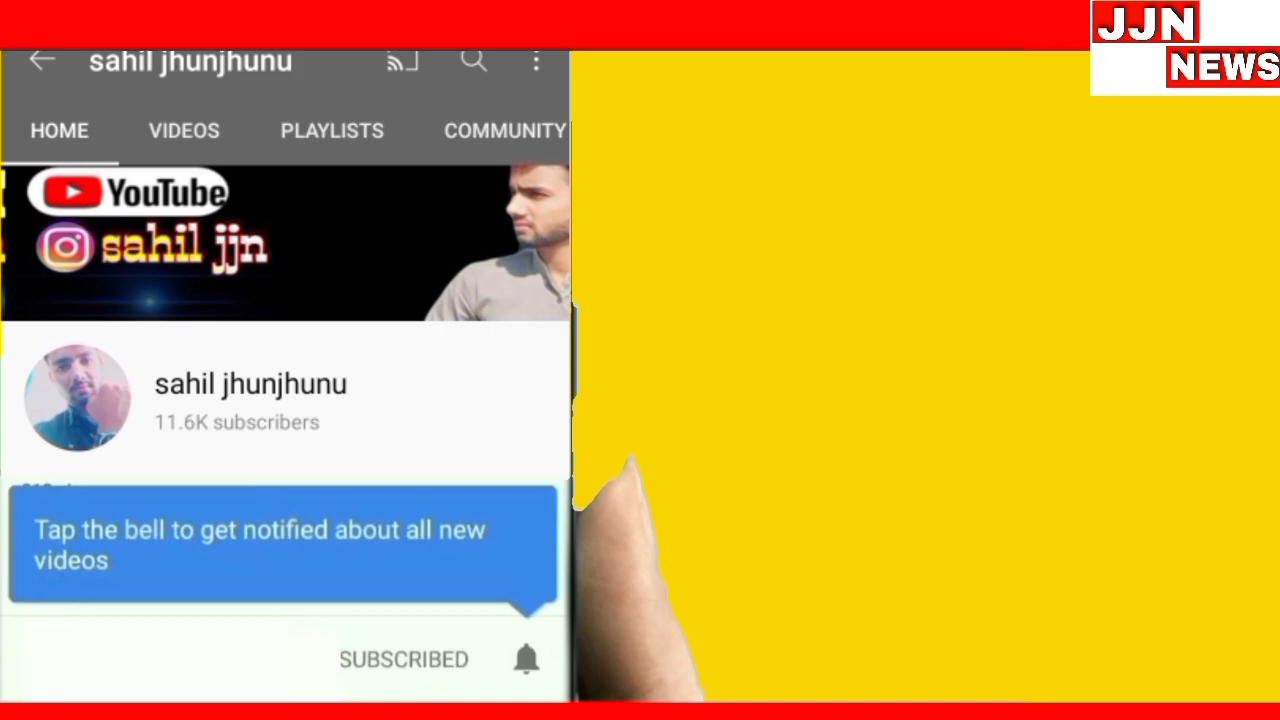 JJN
NEWS
sahil jhunjhunu
HOME VIDEOS PLAYLISTS COMMUNITY
YouTube
sahil jjn
sahil jhunjhunu
11.6K subscribers
Tap the bell to get notified about all new
videos
SUBSCRIBED